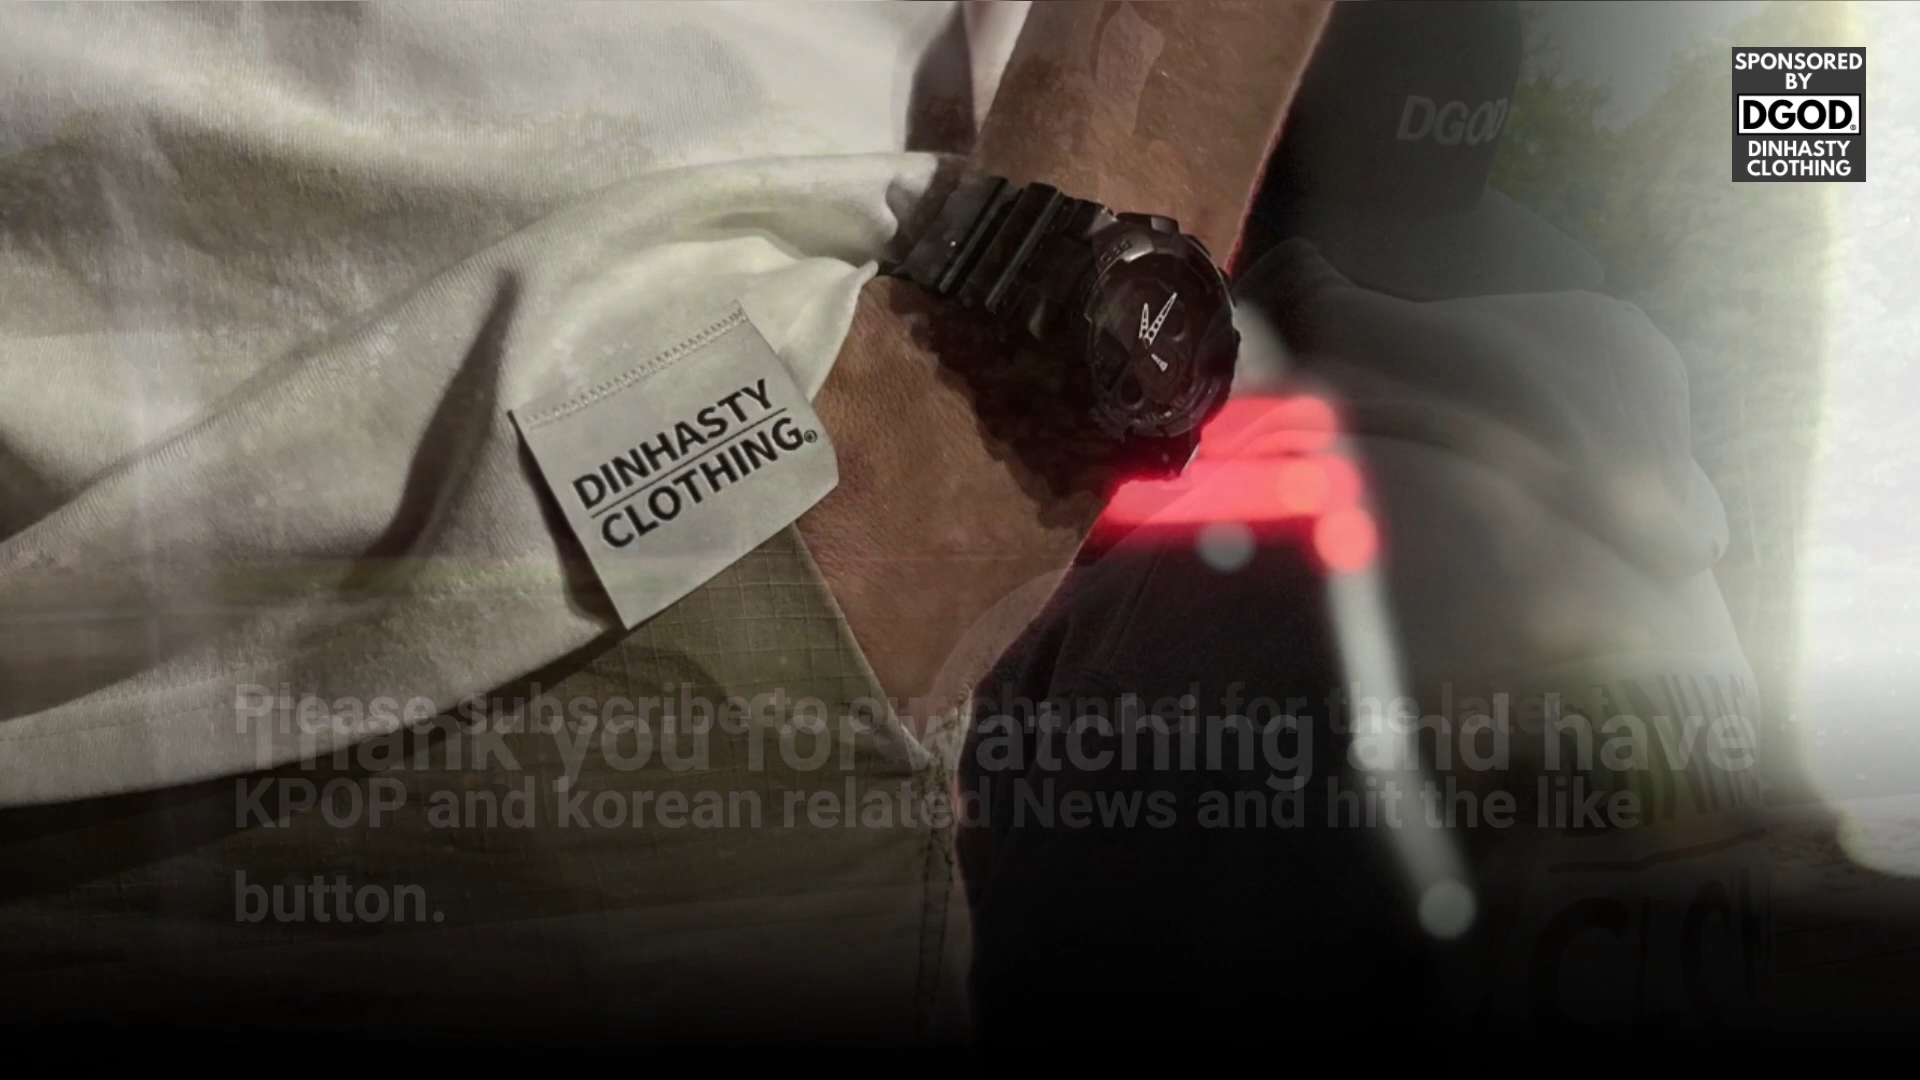 SPONSORED
BY
DGOD
DINHASTY
CLOTHING
DGOD
DINHASTY
CLOTHING®
Please subscribe to our channel for the latest
Thank you for watching and have
KPOP and korean related News and hit the like
button.
CLO